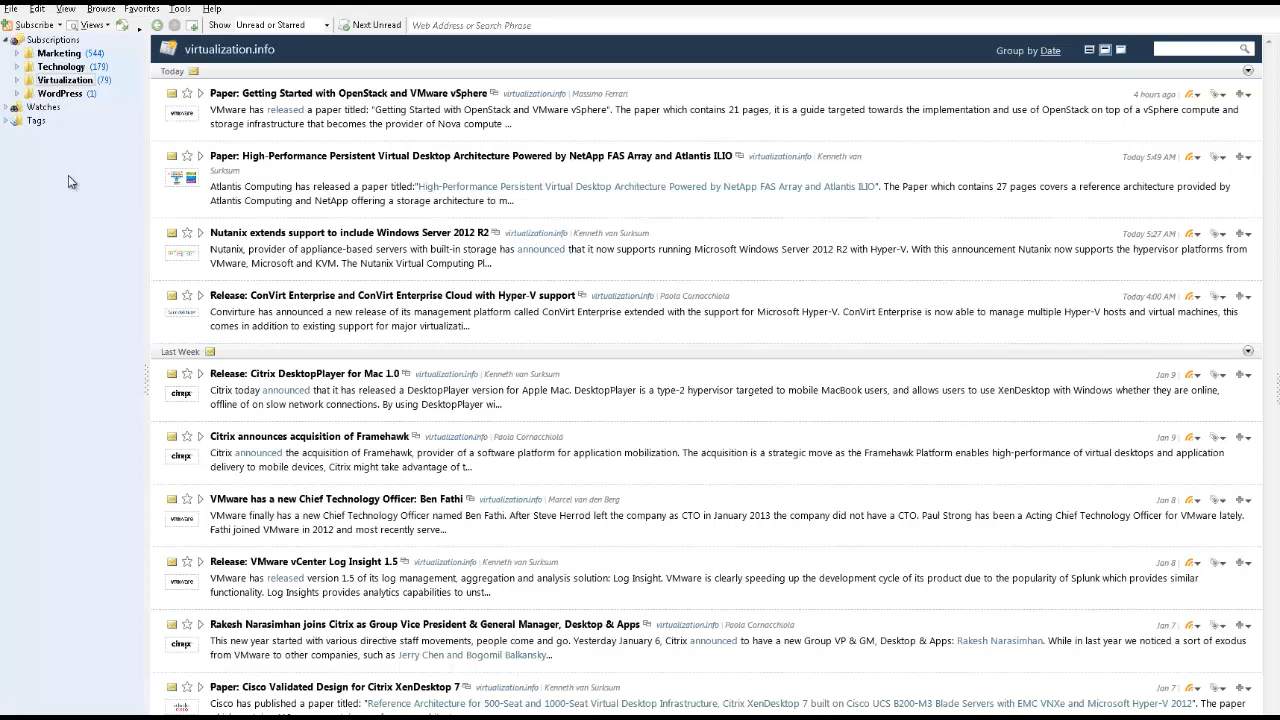 File Edit View Browse Favorites Tools Help
Subscribe Views Show Unread or Starred Next Unread Web Address or Search Phrase
Subscriptions
Marketing (544)
Technology (179)
Virtualization (79)
WordPress (1)
Watches
Tags
virtualization.info Group by Date
Today
Paper: Getting Started with OpenStack and VMware vSphere virtualization.info | Massimo Ferrari 4 hours ago |
vmware
VMware has released a paper titled: "Getting Started with OpenStack and VMware vSphere". The paper which contains 21 pages, it is a guide targeted towards the implementation and use of OpenStack on top of a vSphere compute and
storage infrastructure that becomes the provider of Nova compute ...
Paper: High-Performance Persistent Virtual Desktop Architecture Powered by NetApp FAS Array and Atlantis ILIO virtualization.info | Kenneth van Today 5:49 AM |
Surksum
Atlantis Computing has released a paper titled:"High-Performance Persistent Virtual Desktop Architecture Powered by NetApp FAS Array and Atlantis ILIO". The Paper which contains 27 pages covers a reference architecture provided by
Atlantis Computing and NetApp offering a storage architecture to m...
Nutanix extends support to include Windows Server 2012 R2 virtualization.info | Kenneth van Surksum Today 5:27 AM |
Nutanix, provider of appliance-based servers with built-in storage has announced that it now supports running Microsoft Windows Server 2012 R2 with Hyper-V. With this announcement Nutanix now supports the hypervisor platforms from
VMware, Microsoft and KVM. The Nutanix Virtual Computing Pl...
Release: ConVirt Enterprise and ConVirt Enterprise Cloud with Hyper-V support virtualization.info | Paola Cornacchiola Today 4:00 AM |
Convirture has announced a new release of its management platform called ConVirt Enterprise extended with the support for Microsoft Hyper-V. ConVirt Enterprise is now able to manage multiple Hyper-V hosts and virtual machines, this
comes in addition to existing support for major virtualizati...
Last Week
Release: Citrix DesktopPlayer for Mac 1.0 virtualization.info | Kenneth van Surksum Jan 9 |
citrix
Citrix today announced that it has released a DesktopPlayer version for Apple Mac. DesktopPlayer is a type-2 hypervisor targeted to mobile MacBook users, and allows users to use XenDesktop with Windows whether they are online,
offline of on slow network connections. By using DesktopPlayer wi...
Citrix announces acquisition of Framehawk virtualization.info | Paola Cornacchiola Jan 9 |
citrix
Citrix announced the acquisition of Framehawk, provider of a software platform for application mobilization. The acquisition is a strategic move as the Framehawk Platform enables high-performance of virtual desktops and application
delivery to mobile devices, Citrix might take advantage of t...
VMware has a new Chief Technology Officer: Ben Fathi virtualization.info | Marcel van den Berg Jan 8 |
vmware
VMware finally has a new Chief Technology Officer named Ben Fathi. After Steve Herrod left the company as CTO in January 2013 the company did not have a CTO. Paul Strong has been a Acting Chief Technology Officer for VMware lately.
Fathi joined VMware in 2012 and most recently serve...
Release: VMware vCenter Log Insight 1.5 virtualization.info | Kenneth van Surksum Jan 8 |
vmware
VMware has released version 1.5 of its log management, aggregation and analysis solution: Log Insight. VMware is clearly speeding up the development cycle of its product due to the popularity of Splunk which provides similar
functionality. Log Insights provides analytics capabilities to unst...
Rakesh Narasimhan joins Citrix as Group Vice President & General Manager, Desktop & Apps virtualization.info | Paola Cornacchiola Jan 7 |
citrix
This new year started with various directive staff movements, people come and go. Yesterday January 6, Citrix announced to have a new Group VP & GM, Desktop & Apps: Rakesh Narasimhan. While in last year we noticed a sort of exodus
from VMware to other companies, such as Jerry Chen and Bogomil Balkansky...
Paper: Cisco Validated Design for Citrix XenDesktop 7 virtualization.info | Kenneth van Surksum Jan 7 |
cisco
Cisco has published a paper titled: "Reference Architecture for 500-Seat and 1000-Seat Virtual Desktop Infrastructure, Citrix XenDesktop 7 built on Cisco UCS B200-M3 Blade Servers with EMC VNXe and Microsoft Hyper-V 2012". The paper